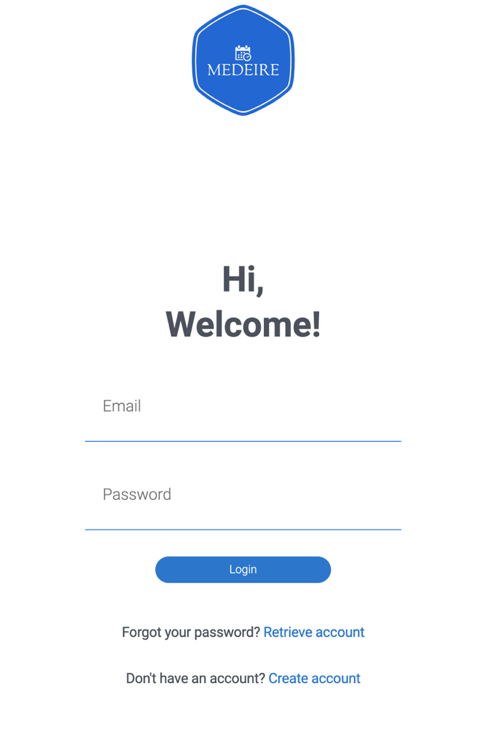 MEDEIRE
Hi,
Welcome!
Email
Password
Login
Forgot your password? Retrieve account
Don't have an account? Create account